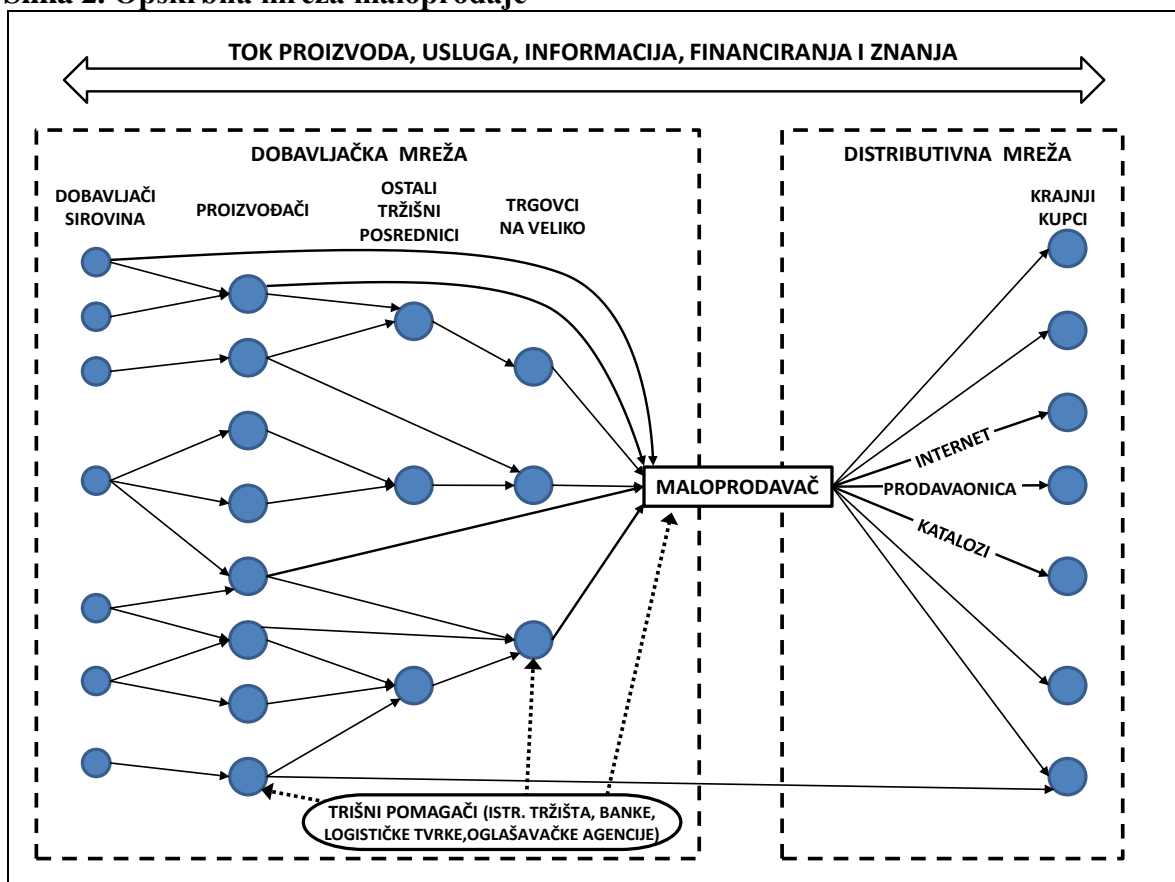 Slika 2. Opskrbna mreža maloprodaje
TOK PROIZVODA, USLUGA, INFORMACIJA, FINANCIRANJA I ZNANJA
DOBAVLJAČKA MREŽA
DISTRIBUTIVNA MREŽA
DOBAVLJAČI
SIROVINA
PROIZVOĐAČI
OSTALI
TRŽIŠNI
POSREDNICI
TRGOVCI
NA VELIKO
KRAJNJI
KUPCI
MALOPRODAVAČ
INTERNET
PRODAVAONICA
KATALOZI
TRIŠNI POMAGAČI (ISTR. TRŽIŠTA, BANKE,
LOGISTIČKE TVRKE,OGLAŠAVAČKE AGENCIJE)